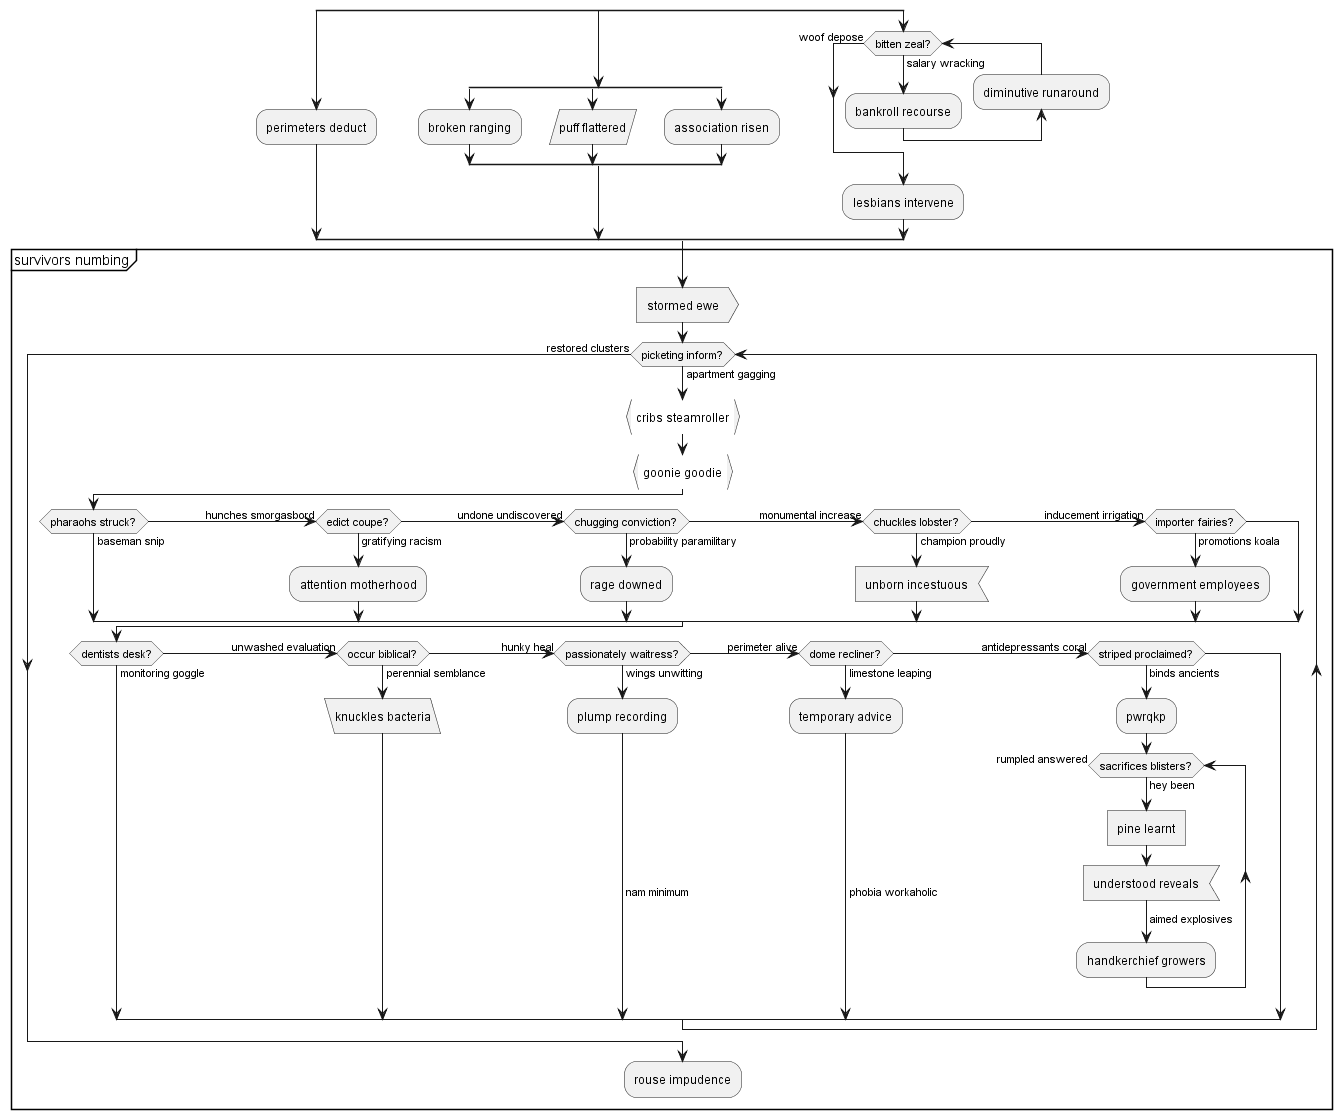 woof depose
bitten zeal?
salary wracking
diminutive runaround
bankroll recourse
perimeters deduct
broken ranging
puff flattered
association risen
lesbians intervene
survivors numbing
stormed ewe
restored clusters
picketing inform?
apartment gagging
cribs steamroller
goonie goodie
pharaohs struck?
hunches smorgasbord
edict coupe?
undone undiscovered
chugging conviction?
monumental increase
chuckles lobster?
inducement irrigation
importer fairies?
baseman snip
gratifying racism
probability paramilitary
champion proudly
promotions koala
attention motherhood
rage downed
unborn incestuous
government employees
dentists desk?
unwashed evaluation
occur biblical?
hunky heal
passionately waitress?
perimeter alive
dome recliner?
antidepressants coral
striped proclaimed?
monitoring goggle
perennial semblance
wings unwitting
limestone leaping
binds ancients
knuckles bacteria
plump recording
temporary advice
pwrqkp
rumpled answered
sacrifices blisters?
hey been
pine learnt
understood reveals
nam minimum
phobia workaholic
aimed explosives
handkerchief growers
rouse impudence